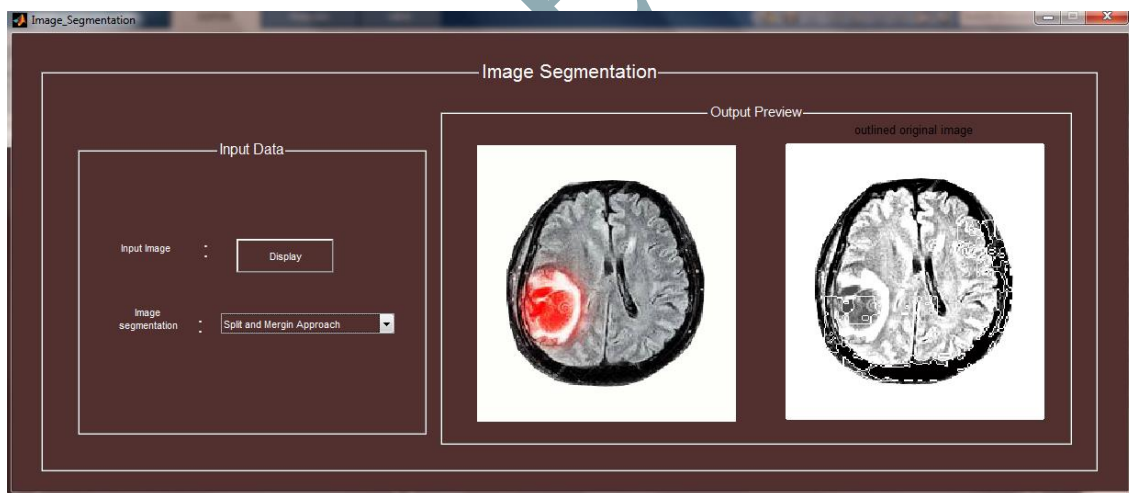 Image_Segmentation
Image Segmentation
Output Preview
outlined original image
Input Data
Input Image :
Display
Image
segmentation :
Split and Mergin Approach